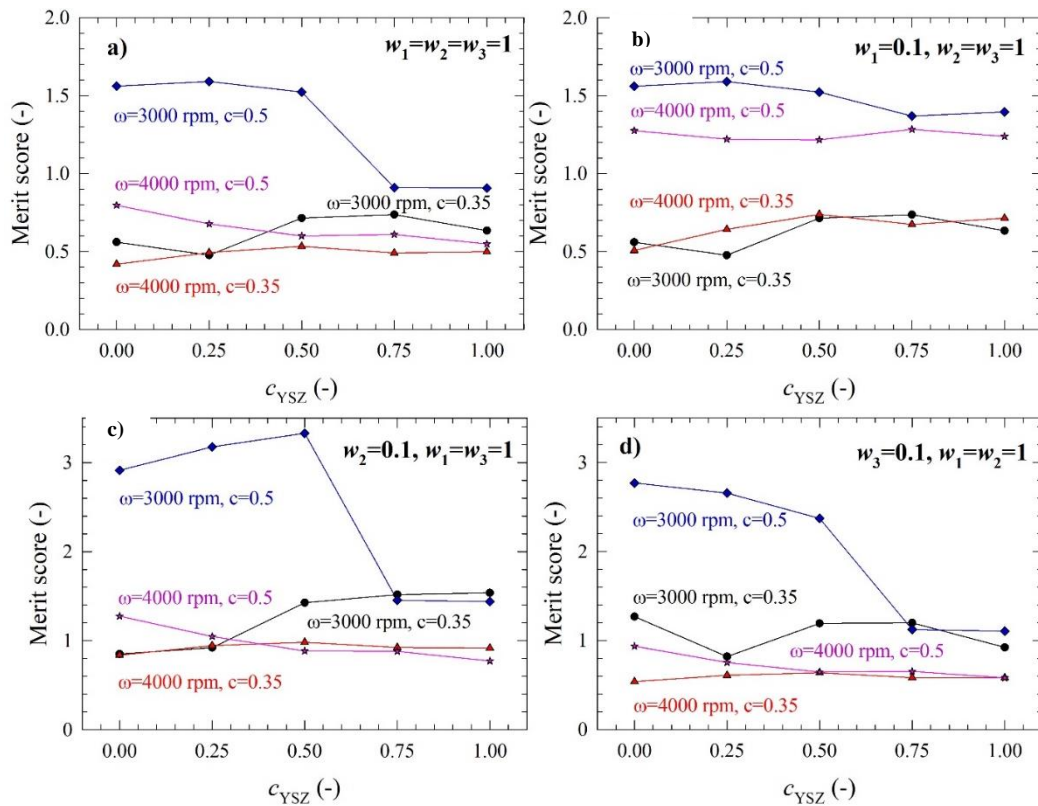 a)
w₁=w₂=w₃=1
2.0
1.5
1.0
0.5
0.0
Merit score (-)
ω=3000 rpm, c=0.5
ω=4000 rpm, c=0.5
ω=3000 rpm, c=0.35
ω=4000 rpm, c=0.35
0.00 0.25 0.50 0.75 1.00
c_YSZ (-)
b)
w₁=0.1, w₂=w₃=1
2.0
1.5
1.0
0.5
0.0
Merit score (-)
ω=3000 rpm, c=0.5
ω=4000 rpm, c=0.5
ω=4000 rpm, c=0.35
ω=3000 rpm, c=0.35
0.00 0.25 0.50 0.75 1.00
c_YSZ (-)
c)
w₂=0.1, w₁=w₃=1
3
2
1
0
Merit score (-)
ω=3000 rpm, c=0.5
ω=4000 rpm, c=0.5
ω=3000 rpm, c=0.35
ω=4000 rpm, c=0.35
0.00 0.25 0.50 0.75 1.00
c_YSZ (-)
d)
w₃=0.1, w₁=w₂=1
3
2
1
0
Merit score (-)
ω=3000 rpm, c=0.5
ω=3000 rpm, c=0.35
ω=4000 rpm, c=0.5
ω=4000 rpm, c=0.35
0.00 0.25 0.50 0.75 1.00
c_YSZ (-)